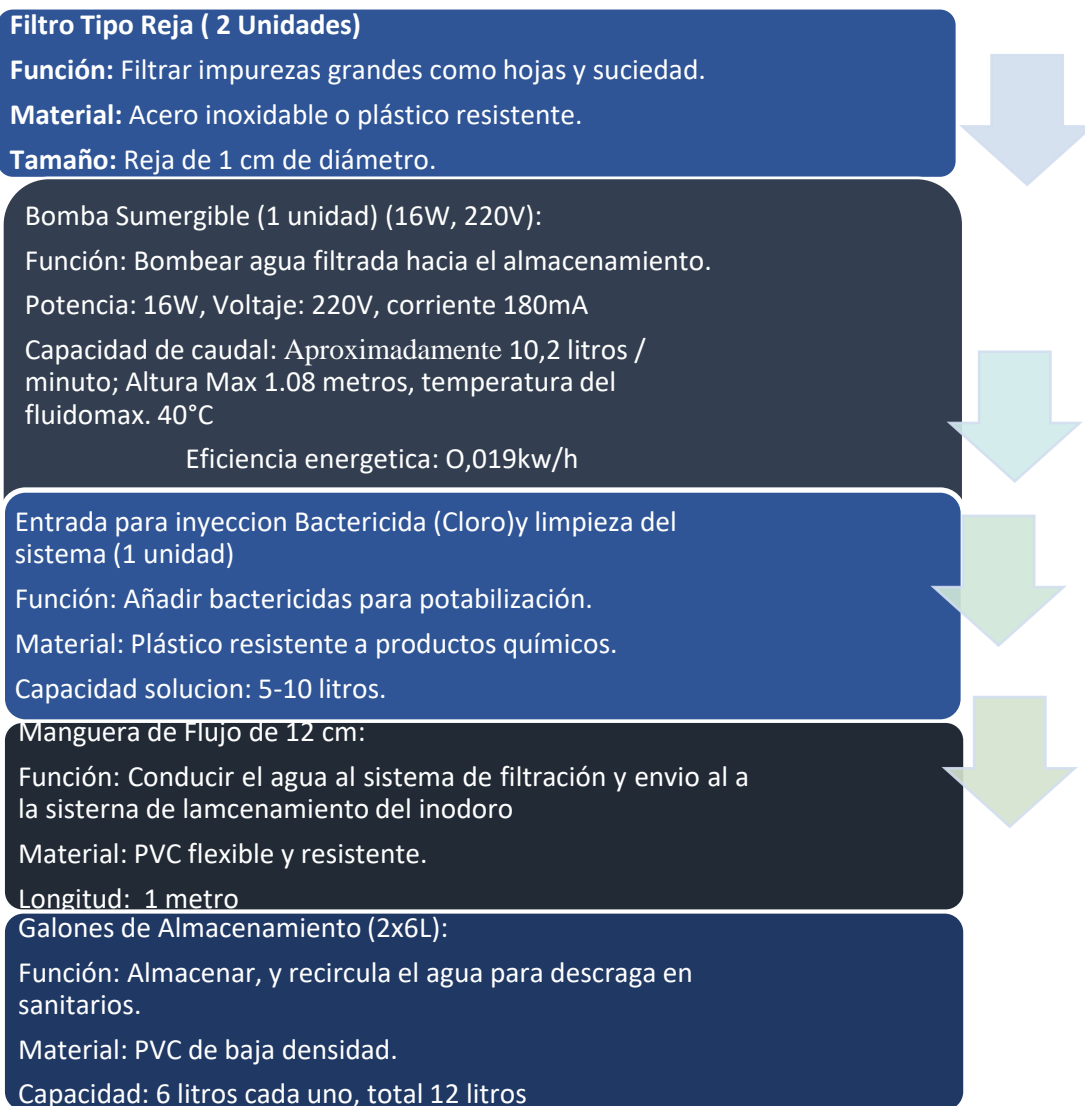 Filtro Tipo Reja ( 2 Unidades)
Función: Filtrar impurezas grandes como hojas y suciedad.
Material: Acero inoxidable o plástico resistente.
Tamaño: Reja de 1 cm de diámetro.
Bomba Sumergible (1 unidad) (16W, 220V):
Función: Bombear agua filtrada hacia el almacenamiento.
Potencia: 16W, Voltaje: 220V, corriente 180mA
Capacidad de caudal: Aproximadamente 10,2 litros /
minuto; Altura Max 1.08 metros, temperatura del
fluidomax. 40°C
Eficiencia energetica: O,019kw/h
Entrada para inyeccion Bactericida (Cloro)y limpieza del
sistema (1 unidad)
Función: Añadir bactericidas para potabilización.
Material: Plástico resistente a productos químicos.
Capacidad solucion: 5-10 litros.
Manguera de Flujo de 12 cm:
Función: Conducir el agua al sistema de filtración y envio al a
la sisterna de lamcenamiento del inodoro
Material: PVC flexible y resistente.
Longitud: 1 metro
Galones de Almacenamiento (2x6L):
Función: Almacenar, y recircula el agua para descraga en
sanitarios.
Material: PVC de baja densidad.
Capacidad: 6 litros cada uno, total 12 litros